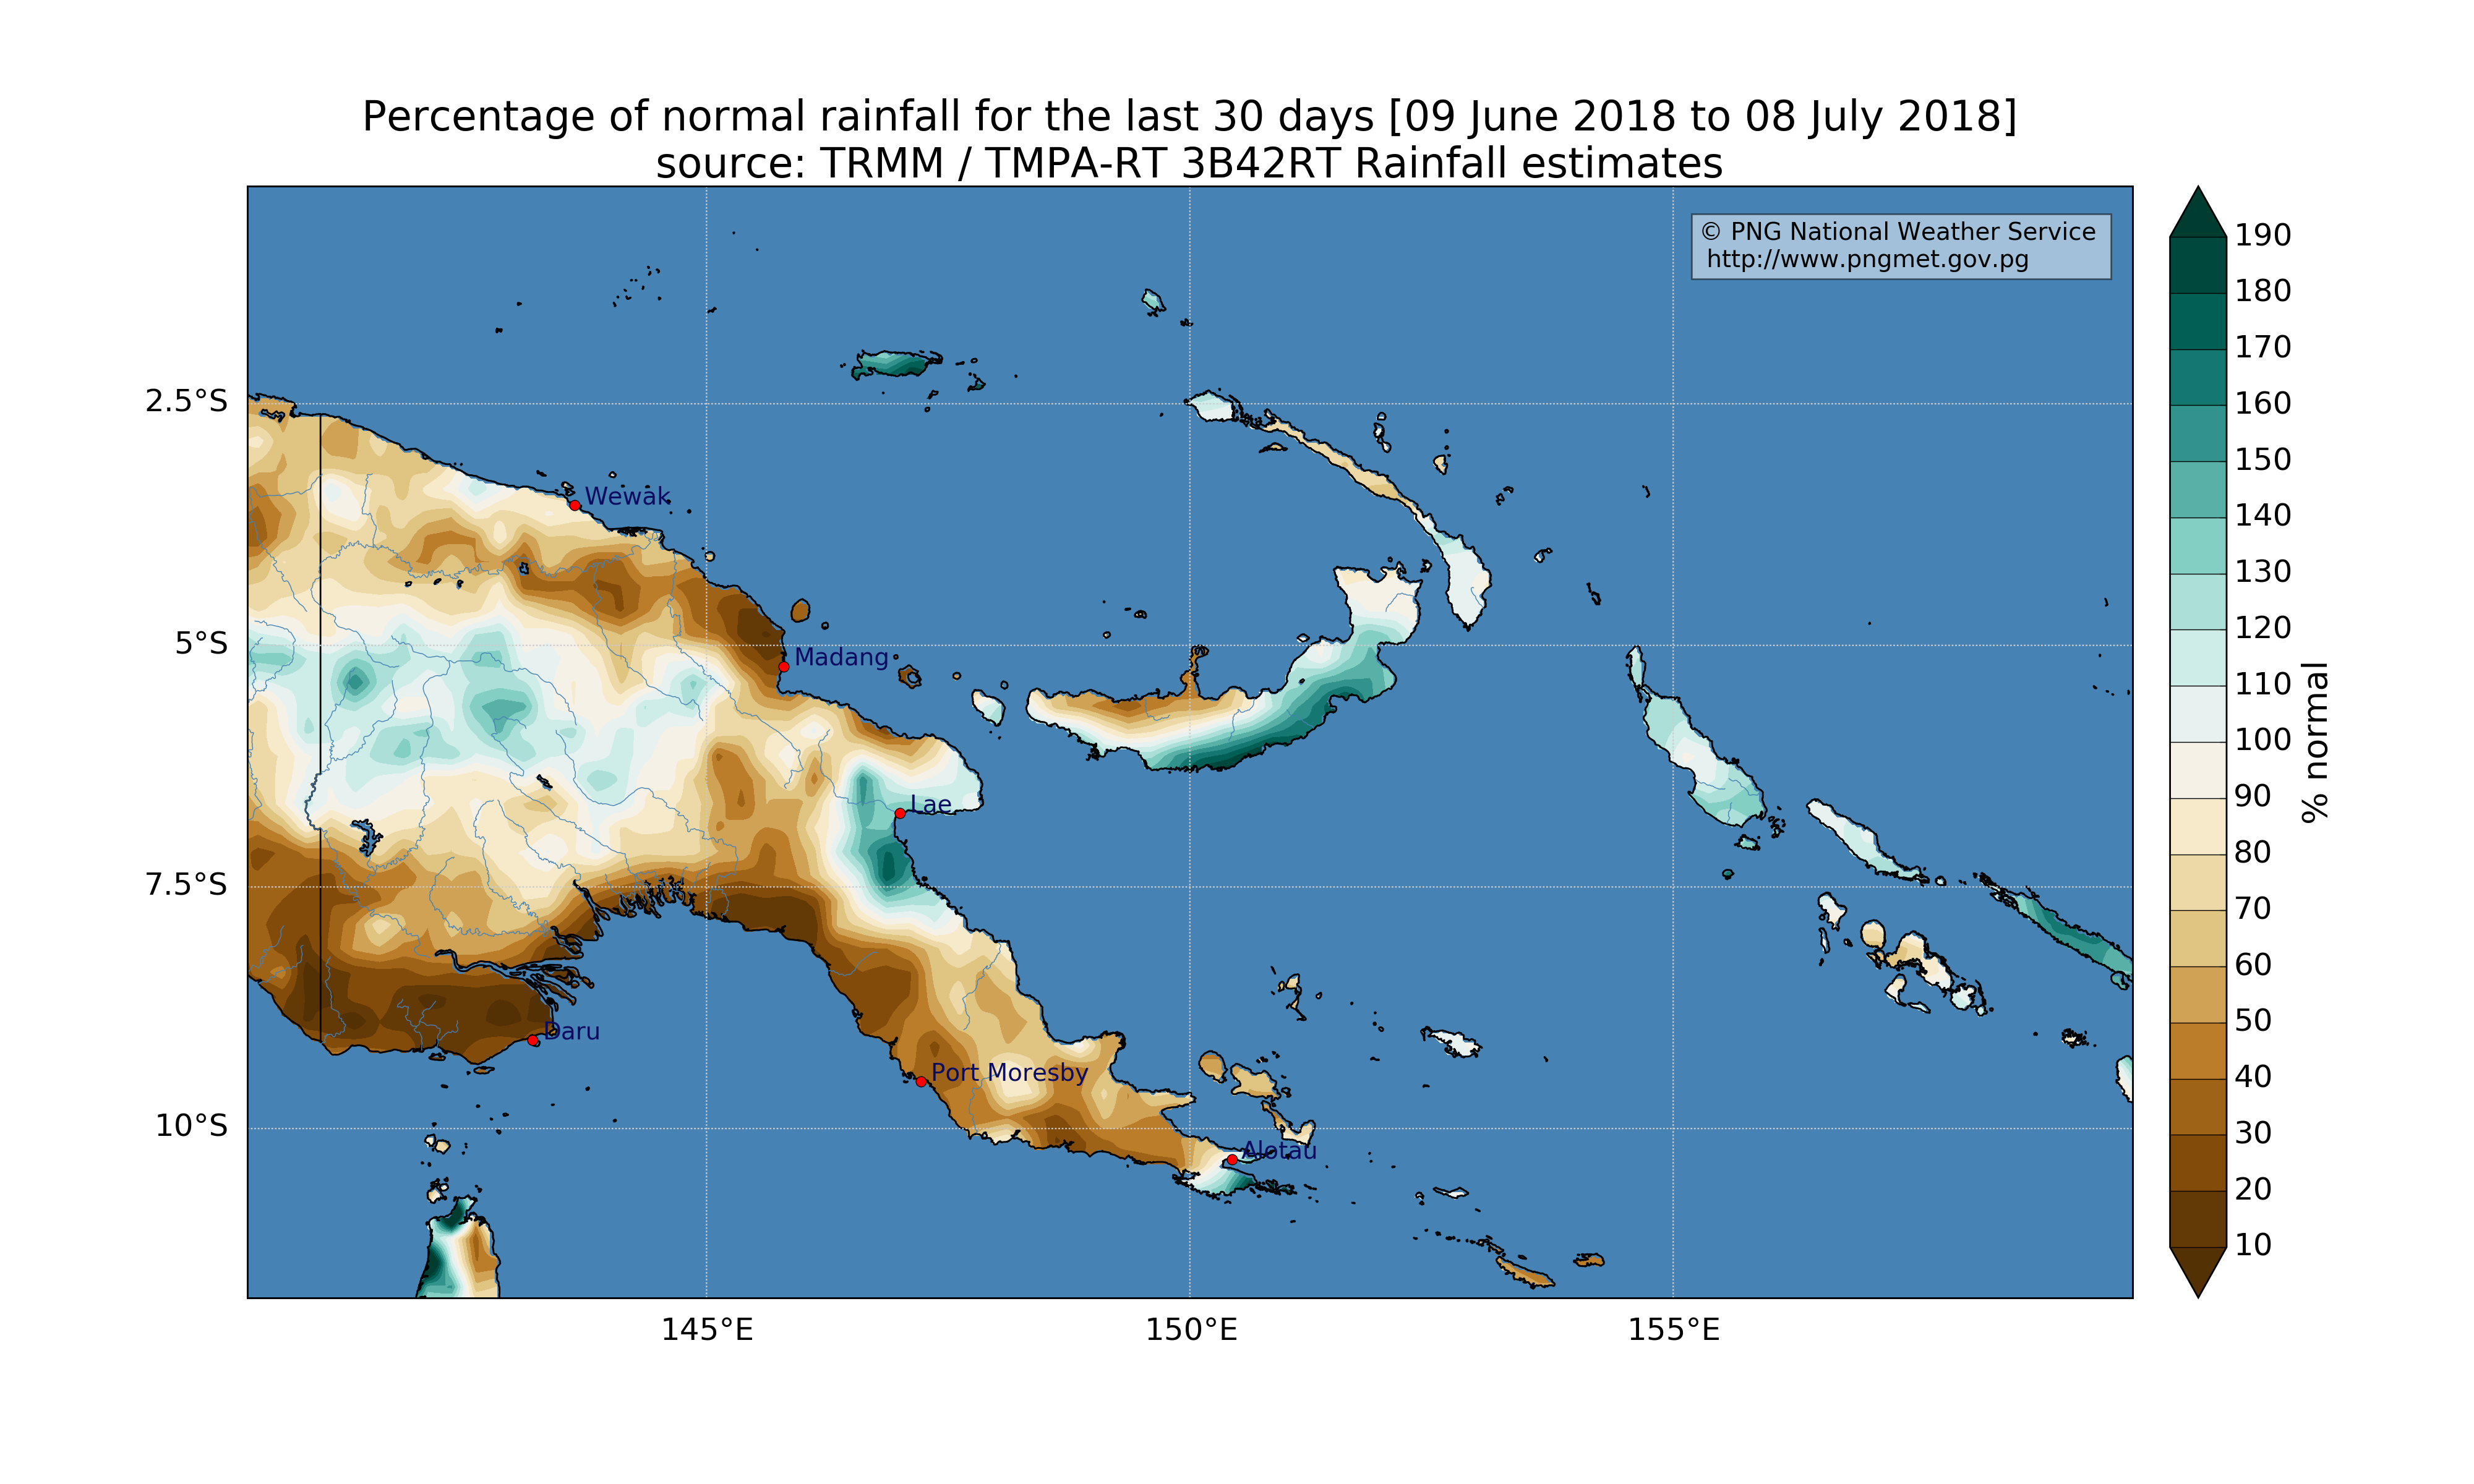 Percentage of normal rainfall for the last 30 days [09 June 2018 to 08 July 2018]
source: TRMM / TMPA-RT 3B42RT Rainfall estimates
© PNG National Weather Service
http://www.pngmet.gov.pg
2.5°S
5°S
7.5°S
10°S
145°E
150°E
155°E
Wewak
Madang
Lae
Daru
Port Moresby
Alotau
190
180
170
160
150
140
130
120
110
100
90
80
70
60
50
40
30
20
10
% normal